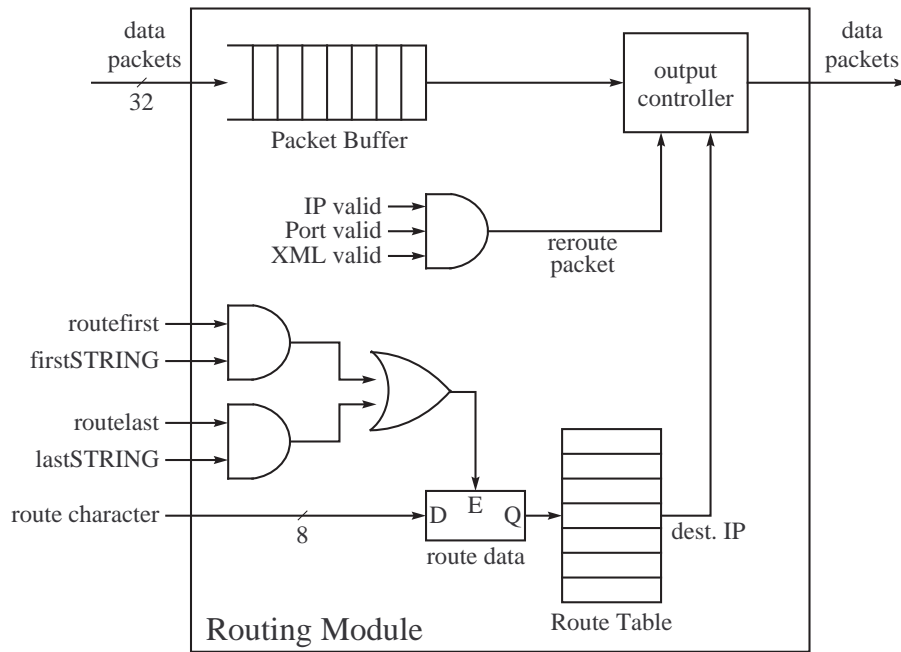 data
packets
32
Packet Buffer
output
controller
data
packets
IP valid
Port valid
XML valid
reroute
packet
routefirst
firstSTRING
routelast
lastSTRING
route character
8
D
E
Q
route data
dest. IP
Route Table
Routing Module